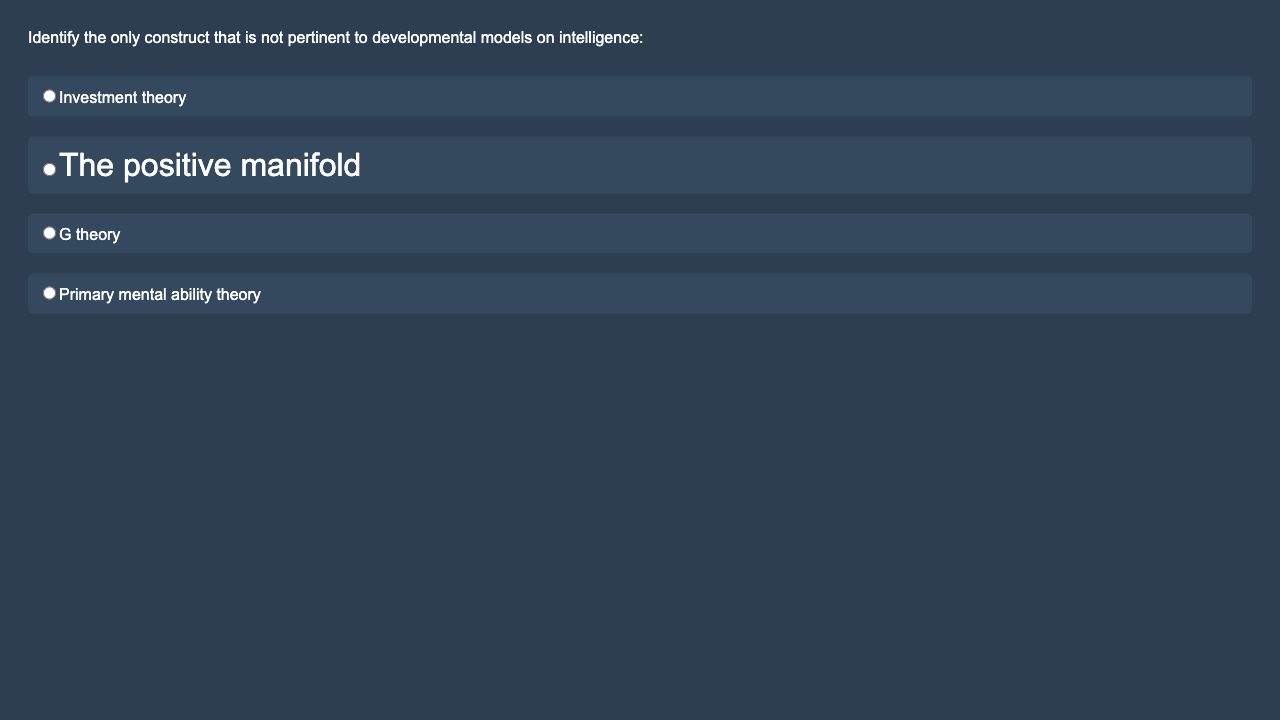 Identify the only construct that is not pertinent to developmental models on intelligence:
Investment theory
The positive manifold
G theory
Primary mental ability theory